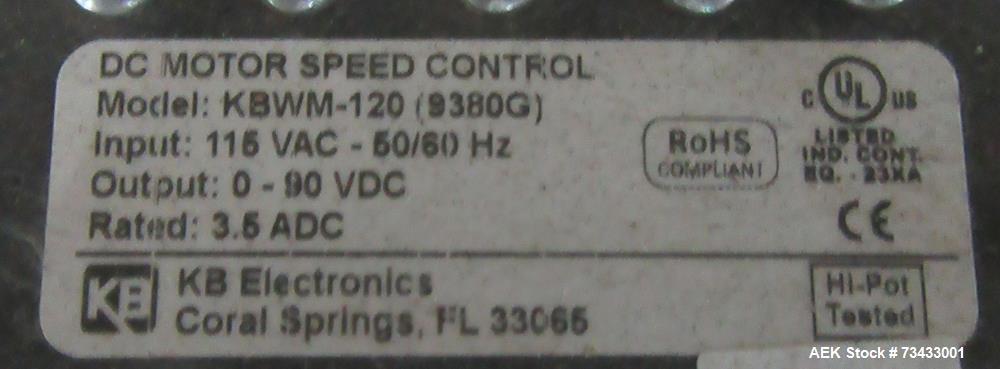 DC MOTOR SPEED CONTROL
Model: KBWM-120 (9380G)
Input: 115 VAC - 50/60 Hz
Output: 0 - 90 VDC
Rated: 3.5 ADC
RoHS
COMPLIANT
C UL US
LISTED
IND. CONT.
EQ. - 23XA
CE
KB
KB Electronics
Coral Springs, FL 33065
Hi-Pot
Tested
AEK Stock # 73433001